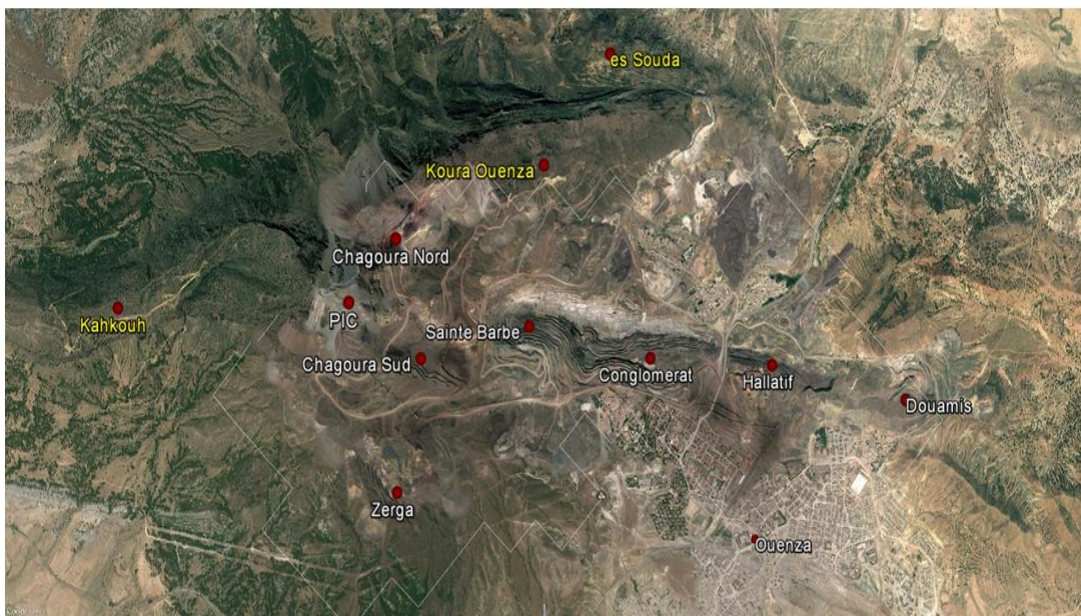 es Souda
Koura Ouenza
Chagoura Nord
Kahkouh
PIC
Sainte Barbe
Chagoura Sud
Conglomerat
Hallatif
Douamis
Zerga
Ouenza